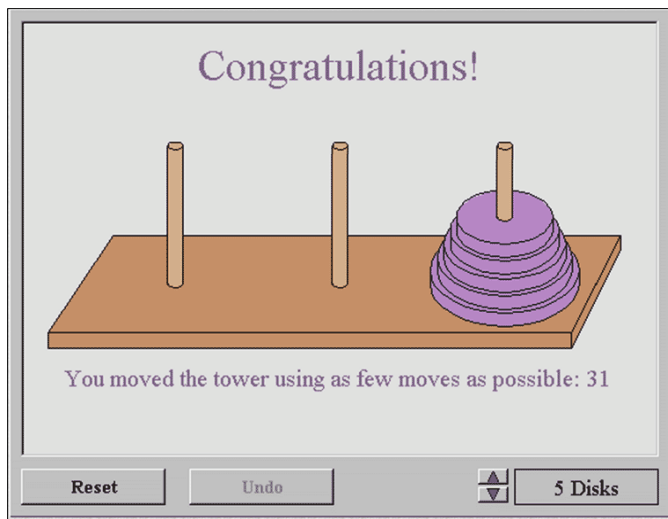 Congratulations!
You moved the tower using as few moves as possible: 31
Reset
Undo
5 Disks